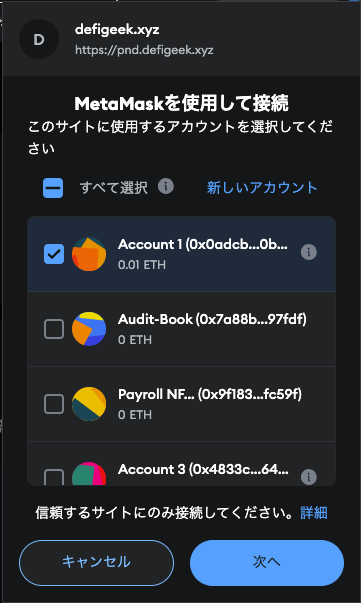 D
defigeek.xyz
https://pnd.defigeek.xyz
MetaMaskを使用して接続
このサイトに使用するアカウントを選択してくだ
さい
すべて選択 新しいアカウント
Account 1 (0x0adcb...0b...
0.01 ETH
Audit-Book (0x7a88b...97fdf)
0 ETH
Payroll NF... (0x9f183...fc59f)
0 ETH
Account 3 (0x4833c...64...
信頼するサイトにのみ接続してください。詳細
キャンセル 次へ